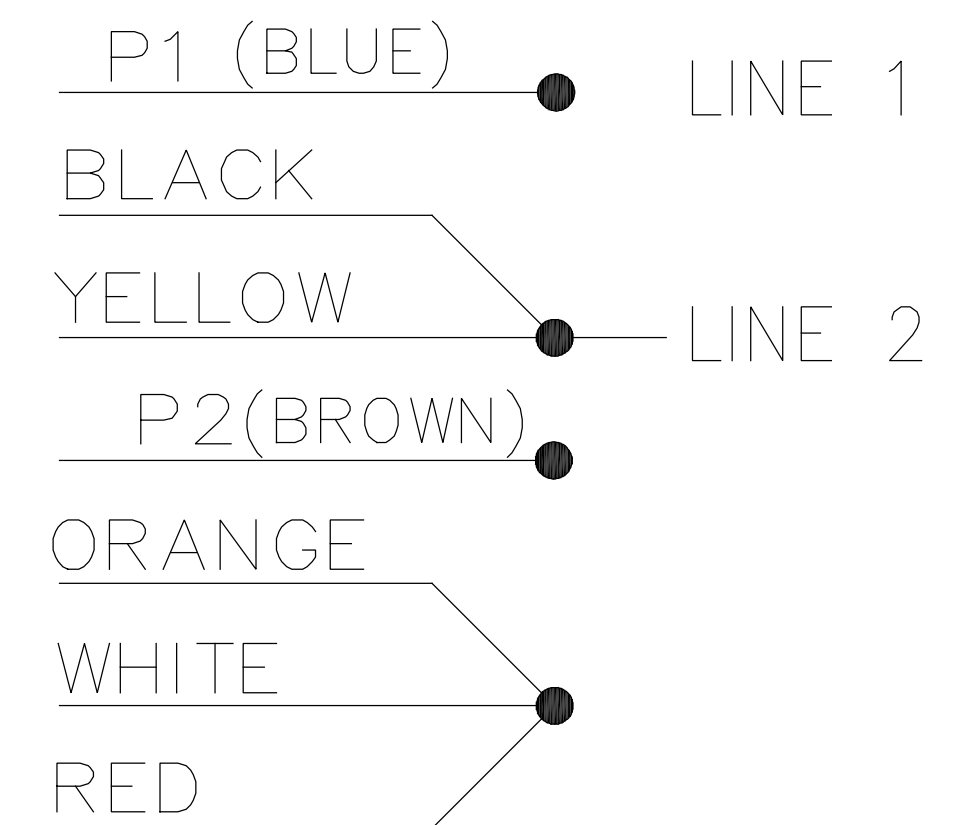 P1 (BLUE)
LINE 1
BLACK
YELLOW
LINE 2
P2(BROWN)
ORANGE
WHITE
RED